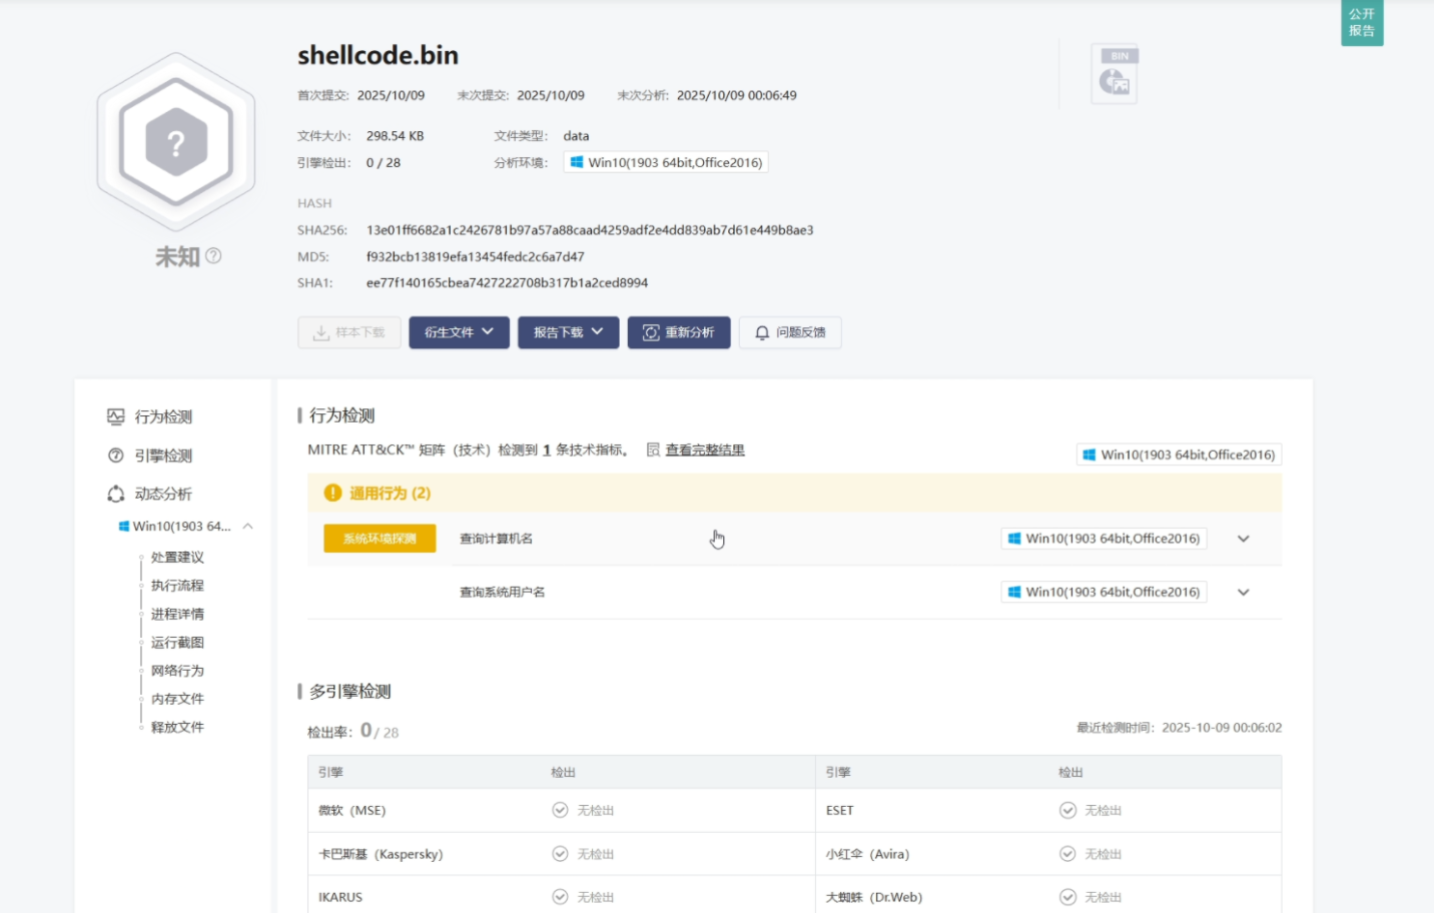 公开
报告
shellcode.bin
BIN
首次提交: 2025/10/09 末次提交: 2025/10/09 末次分析: 2025/10/09 00:06:49
文件大小: 298.54 KB 文件类型: data
引擎检出: 0 / 28 分析环境: Win10(1903 64bit,Office2016)
HASH
SHA256: 13e01ff6682a1c2426781b97a57a88caad4259adf2e4dd839ab7d61e449b8ae3
未知
MD5: f932bcb13819efa13454fedc2c6a7d47
SHA1: ee77f140165cbea7427222708b317b1a2ced8994
样本下载 衍生文件 报告下载 重新分析 问题反馈
行为检测
引擎检测
动态分析
Win10(1903 64...
处置建议
执行流程
进程详情
运行截图
网络行为
内存文件
释放文件
行为检测
MITRE ATT&CK™ 矩阵（技术）检测到 1 条技术指标。 查看完整结果 Win10(1903 64bit,Office2016)
通用行为 (2)
系统环境探测 查询计算机名 Win10(1903 64bit,Office2016)
查询系统用户名 Win10(1903 64bit,Office2016)
多引擎检测
检出率: 0 / 28 最近检测时间: 2025-10-09 00:06:02
引擎 检出 引擎 检出
微软（MSE） 无检出 ESET 无检出
卡巴斯基（Kaspersky） 无检出 小红伞（Avira） 无检出
IKARUS 无检出 大蜘蛛（Dr.Web） 无检出